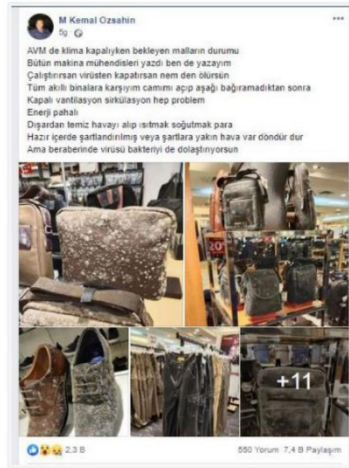 M Kemal Ozsahin
5g
AVM de klima kapalıyken bekleyen malların durumu
Bütün makina mühendisleri yazdı ben de yazayım
Çalıştırsan virüsten kapatırsan nem den ölürsün
Tüm akıllı binalara karşıyım camımı açıp aşağı bağıramadıktan sonra
Kapalı vantilasyon sirkülasyon hep problem
Enerji pahalı
Dışardan temiz havayı alıp ısıtmak soğutmak para
Hazır içerde şartlandırılmış veya şartlara yakın hava var döndür dur
Ama beraberinde virüsü bakteriyi de dolaştırıyorsun
20
+11
2,3 B
550 Yorum 7,4 B Paylaşım